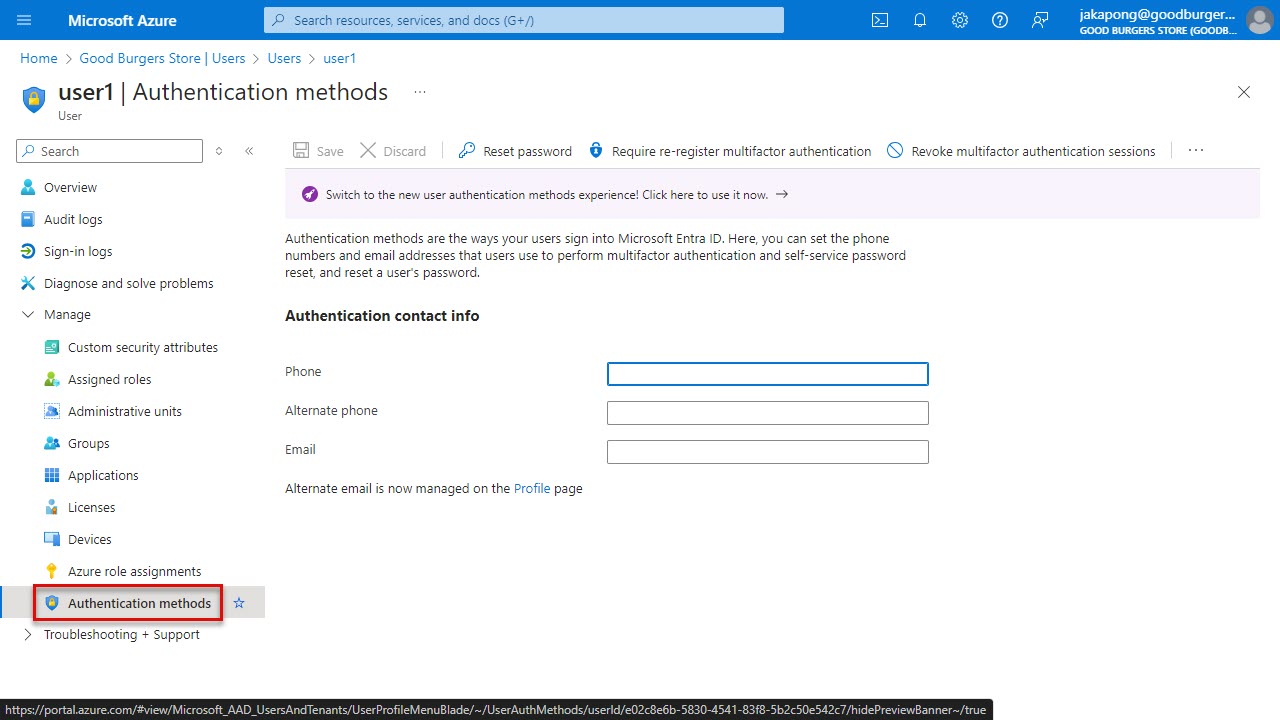 Microsoft Azure
Search resources, services, and docs (G+/)
jakapong@goodburger...
GOOD BURGERS STORE (GOODB...
Home > Good Burgers Store | Users > Users > user1
user1 | Authentication methods ...
User
Search
Save
Discard
Reset password
Require re-register multifactor authentication
Revoke multifactor authentication sessions
...
Switch to the new user authentication methods experience! Click here to use it now. →
Overview
Audit logs
Sign-in logs
Diagnose and solve problems
Manage
Custom security attributes
Assigned roles
Administrative units
Groups
Applications
Licenses
Devices
Azure role assignments
Authentication methods
Troubleshooting + Support
Authentication methods are the ways your users sign into Microsoft Entra ID. Here, you can set the phone
numbers and email addresses that users use to perform multifactor authentication and self-service password
reset, and reset a user's password.
Authentication contact info
Phone
Alternate phone
Email
Alternate email is now managed on the Profile page
https://portal.azure.com/#view/Microsoft_AAD_UsersAndTenants/UserProfileMenuBlade/~/UserAuthMethods/userId/e02c8e6b-5830-4541-83f8-5b2c50e542c7/hidePreviewBanner~/true